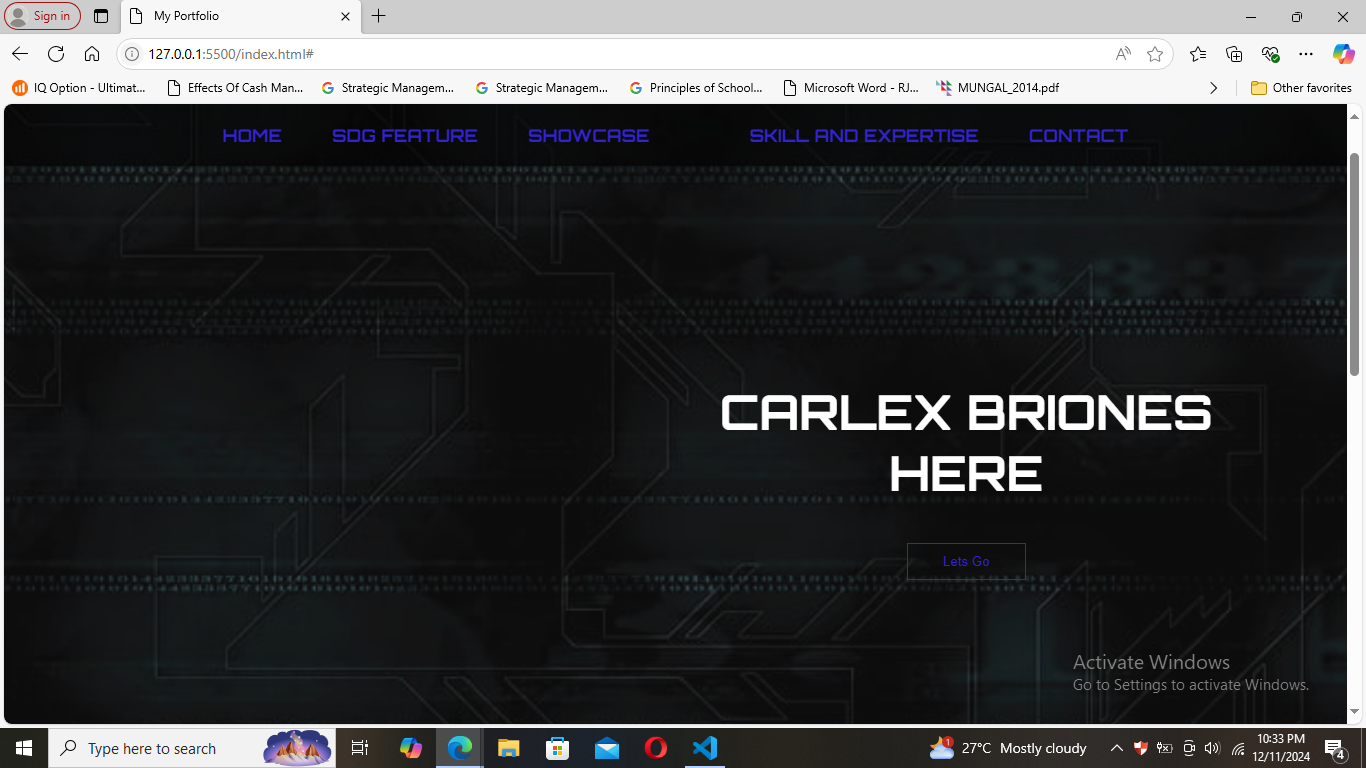 Sign in
My Portfolio
127.0.0.1:5500/index.html#
IQ Option - Ultimat...
Effects Of Cash Man...
Strategic Managem...
Strategic Managem...
Principles of School...
Microsoft Word - RJ...
MUNGAL_2014.pdf
Other favorites
HOME
SDG FEATURE
SHOWCASE
SKILL AND EXPERTISE
CONTACT
CARLEX BRIONES
HERE
Lets Go
Activate Windows
Go to Settings to activate Windows.
Type here to search
1
27°C Mostly cloudy
10:33 PM
12/11/2024
4